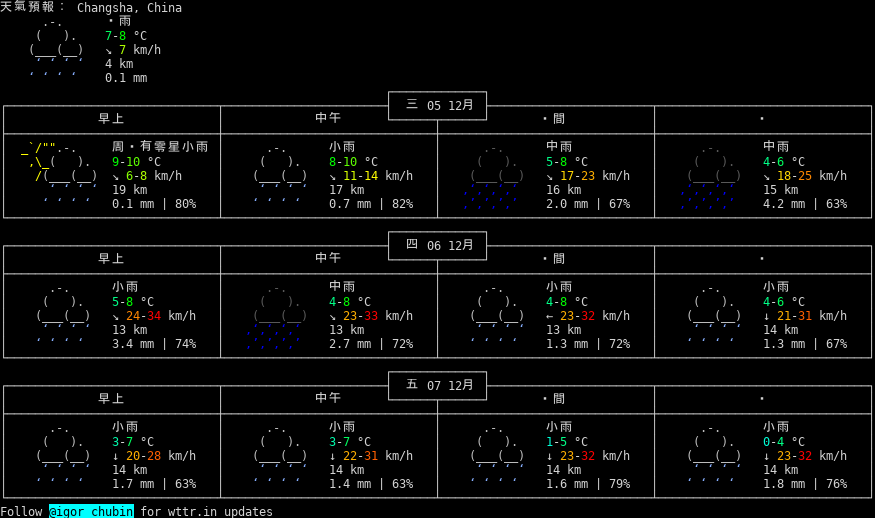 天氣預報： Changsha, China
・雨
7-8 °C
↘ 7 km/h
4 km
0.1 mm
三 05 12月
早上 中午 ・間 ・
周・有零星小雨 小雨 中雨 中雨
9-10 °C 8-10 °C 5-8 °C 4-6 °C
↘ 6-8 km/h ↘ 11-14 km/h ↘ 17-23 km/h ↘ 18-25 km/h
19 km 17 km 16 km 15 km
0.1 mm | 80% 0.7 mm | 82% 2.0 mm | 67% 4.2 mm | 63%
四 06 12月
早上 中午 ・間 ・
小雨 中雨 小雨 小雨
5-8 °C 4-8 °C 4-8 °C 4-6 °C
↘ 24-34 km/h ↘ 23-33 km/h ← 23-32 km/h ↓ 21-31 km/h
13 km 13 km 13 km 14 km
3.4 mm | 74% 2.7 mm | 72% 1.3 mm | 72% 1.3 mm | 67%
五 07 12月
早上 中午 ・間 ・
小雨 小雨 小雨 小雨
3-7 °C 3-7 °C 1-5 °C 0-4 °C
↓ 20-28 km/h ↓ 22-31 km/h ↓ 23-32 km/h ↓ 23-32 km/h
14 km 14 km 14 km 14 km
1.7 mm | 63% 1.4 mm | 63% 1.6 mm | 79% 1.8 mm | 76%
Follow @igor_chubin for wttr.in updates